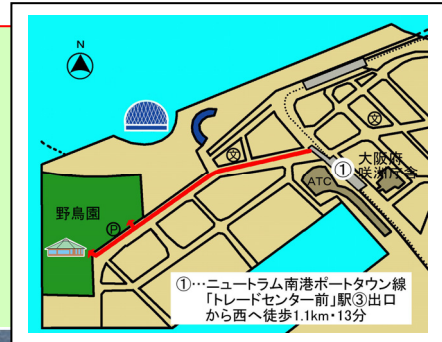 N
文
文
①
大阪府
咲洲庁舎
ATC
野鳥園
P
①…ニュートラム南港ポートタウン線
「トレードセンター前」駅③出口
から西へ徒歩1.1km・13分